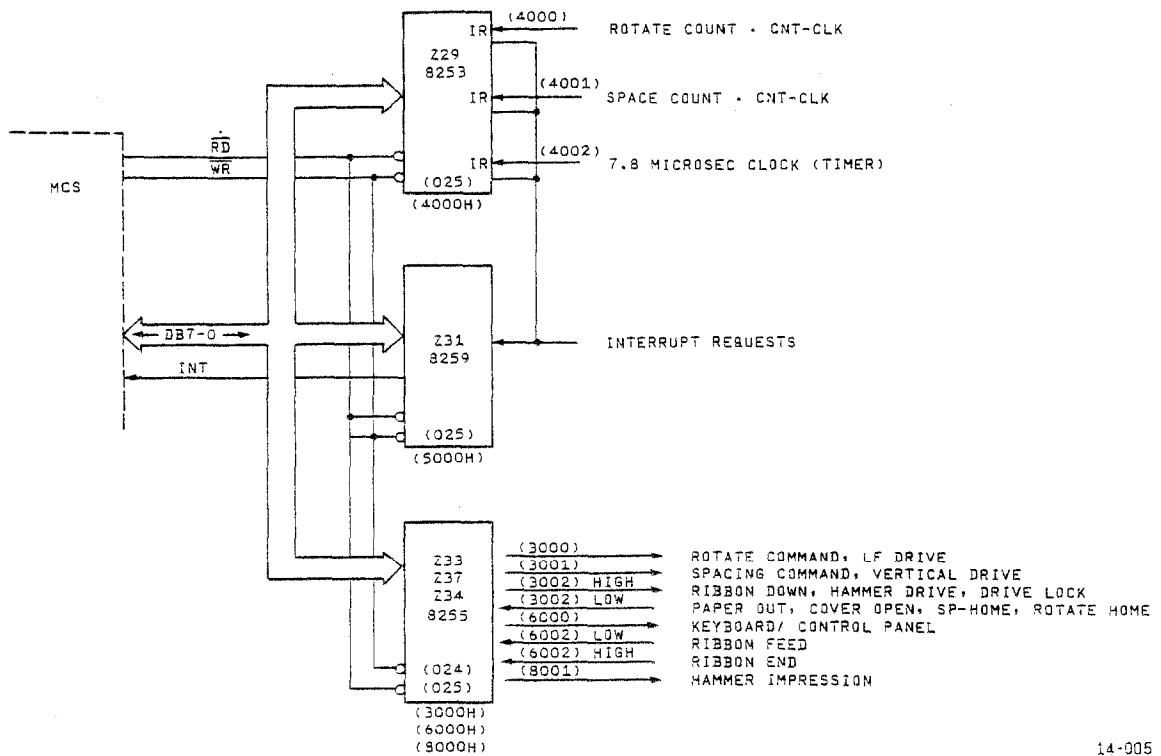 (4000)
IR
ROTATE COUNT · CNT-CLK
Z29
8253
(4001)
IR
SPACE COUNT · CNT-CLK
RD
(4002)
IR
7.8 MICROSEC CLOCK (TIMER)
WR
MCS
(025)
(4000H)
DB7-0
Z31
8259
INTERRUPT REQUESTS
INT
(025)
(5000H)
Z33
Z37
Z34
8255
(3000)
ROTATE COMMAND, LF DRIVE
(3001)
SPACING COMMAND, VERTICAL DRIVE
(3002) HIGH
RIBBON DOWN, HAMMER DRIVE, DRIVE LOCK
(3002) LOW
PAPER OUT, COVER OPEN, SP-HOME, ROTATE HOME
(6000)
KEYBOARD/ CONTROL PANEL
(6002) LOW
RIBBON FEED
(6002) HIGH
RIBBON END
(8001)
HAMMER IMPRESSION
(024)
(025)
(3000H)
(6000H)
(8000H)
14-005